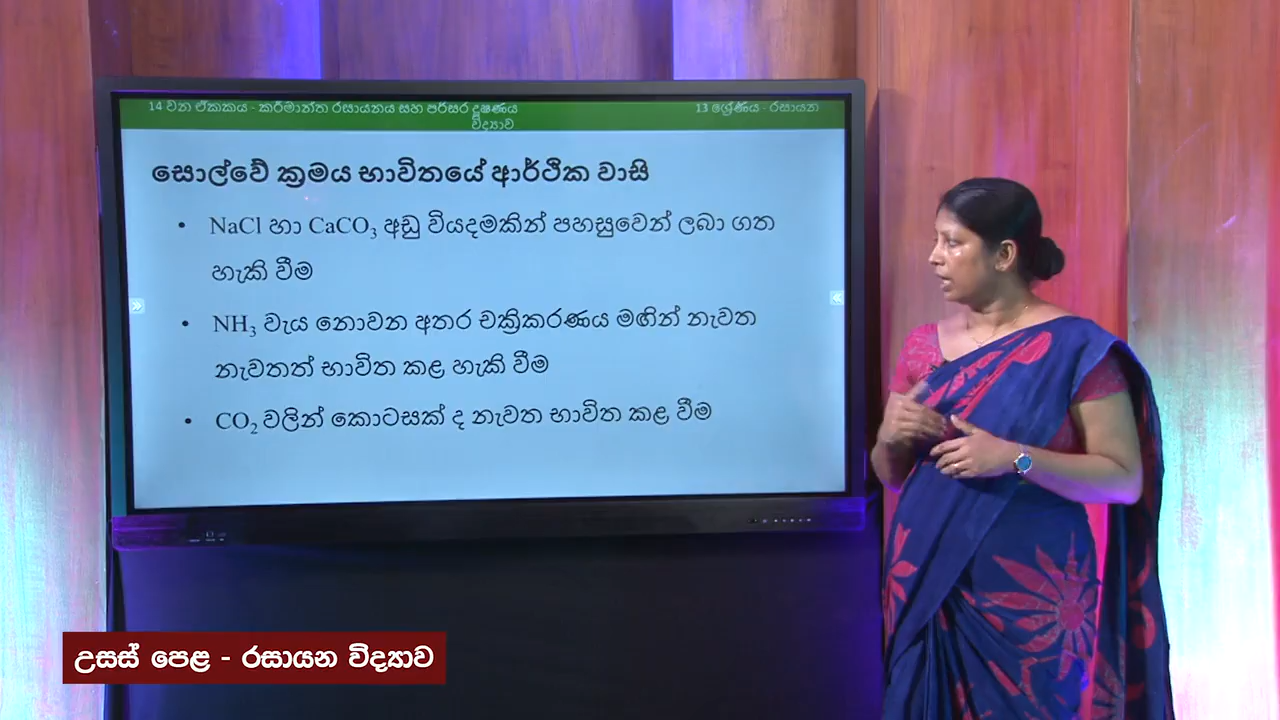 14 වන ඒකකය - කර්මාන්ත රසායනය සහ පරිසර දූෂණය
13 ශ්‍රේණිය - රසායන
විද්‍යාව
සොල්වේ ක්‍රමය භාවිතයේ ආර්ථික වාසි
• NaCl හා CaCO₃ අඩු වියදමකින් පහසුවෙන් ලබා ගත
හැකි වීම
• NH₃ වැය නොවන අතර චක්‍රිකරණය මඟින් නැවත
නැවතත් භාවිත කළ හැකි වීම
• CO₂ වලින් කොටසක් ද නැවත භාවිත කළ වීම
උසස් පෙළ - රසායන විද්‍යාව